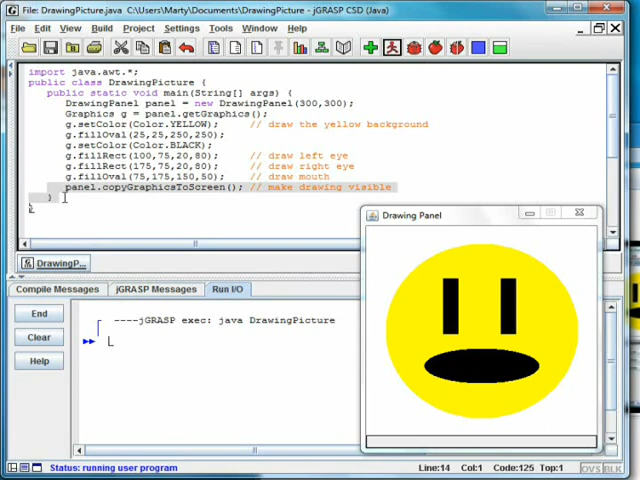 File: DrawingPicture.java C:\Users\Marty\Documents\DrawingPicture - jGRASP CSD (Java)
File Edit View Build Project Settings Tools Window Help
import java.awt.*;
public class DrawingPicture {
public static void main(String[] args) {
DrawingPanel panel = new DrawingPanel(300,300);
Graphics g = panel.getGraphics();
g.setColor(Color.YELLOW); // draw the yellow background
g.fillOval(25,25,250,250);
g.setColor(Color.BLACK);
g.fillRect(100,75,20,80); // draw left eye
g.fillRect(175,75,20,80); // draw right eye
g.fillOval(75,175,150,50); // draw mouth
panel.copyGraphicsToScreen(); // make drawing visible
}
}
Drawing Panel
DrawingP...
Compile Messages jGRASP Messages Run I/O
End
Clear
Help
----jGRASP exec: java DrawingPicture
Status: running user program Line:14 Col:1 Code:125 Top:1 OVS BLK